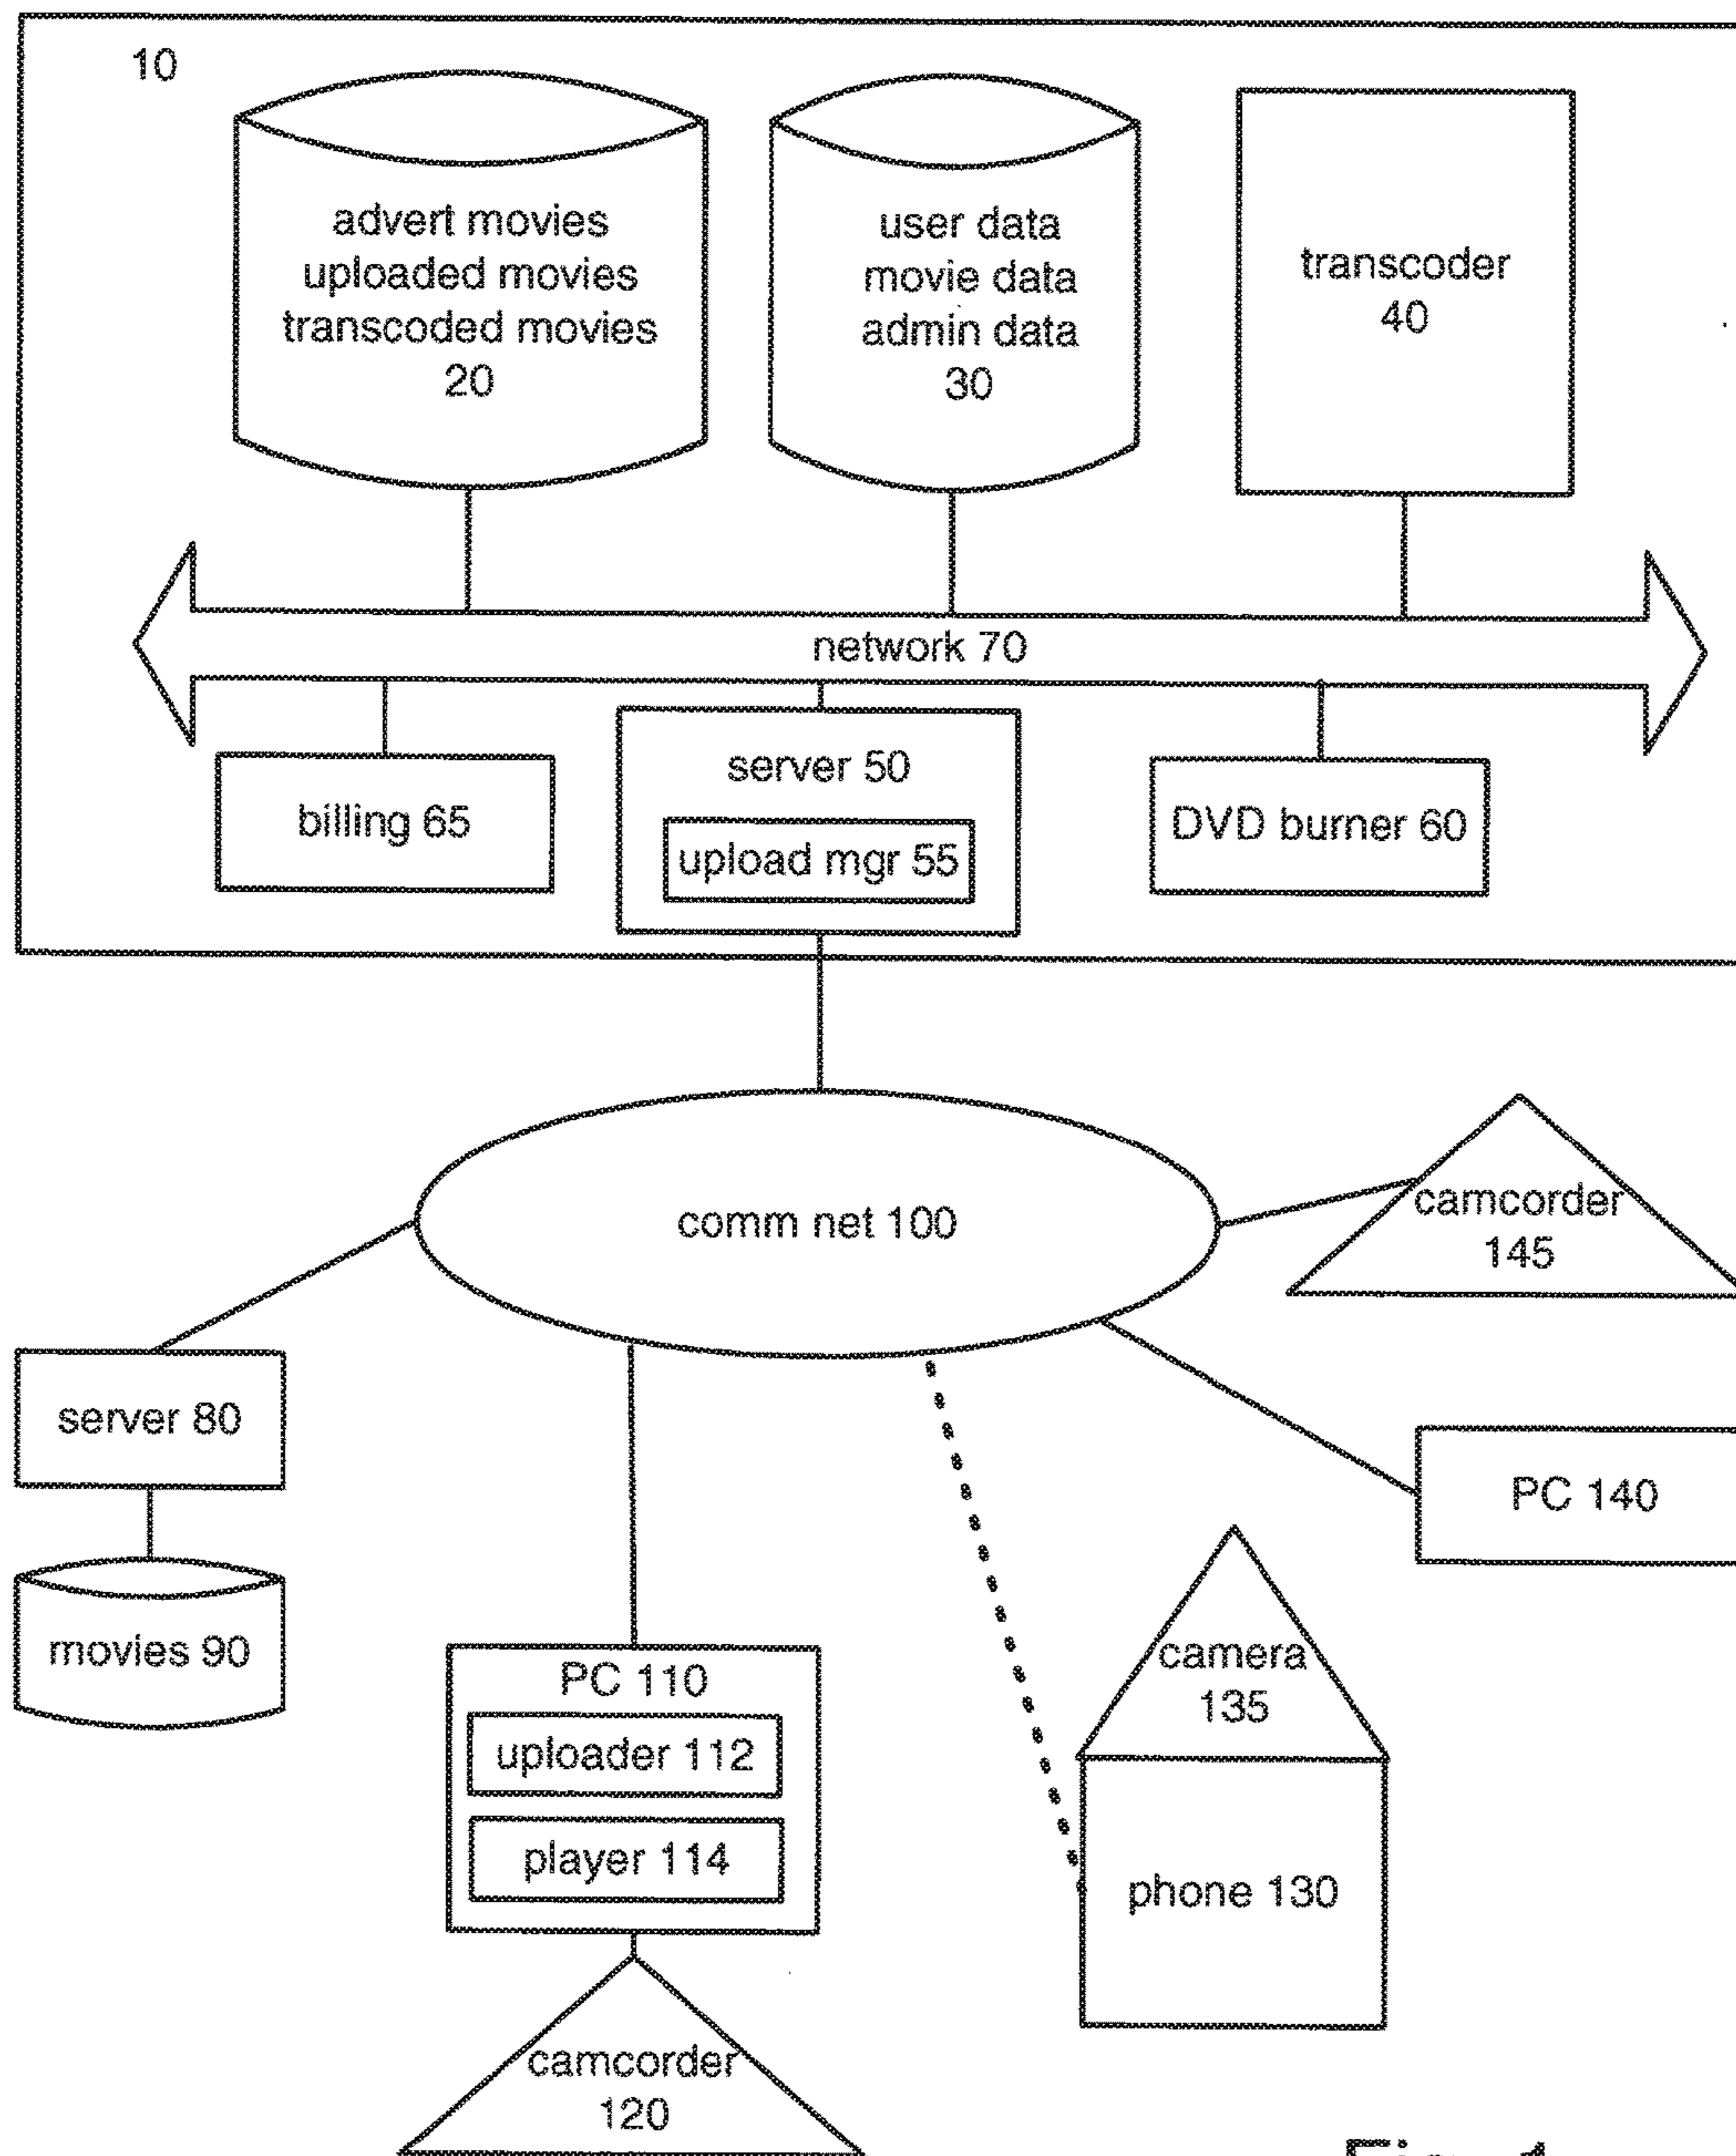 10
advert movies
uploaded movies
transcoded movies
20
user data
movie data
admin data
30
transcoder
40
network 70
billing 65
server 50
upload mgr 55
DVD burner 60
comm net 100
camcorder
145
server 80
PC 140
movies 90
camera
135
PC 110
uploader 112
player 114
phone 130
camcorder
120